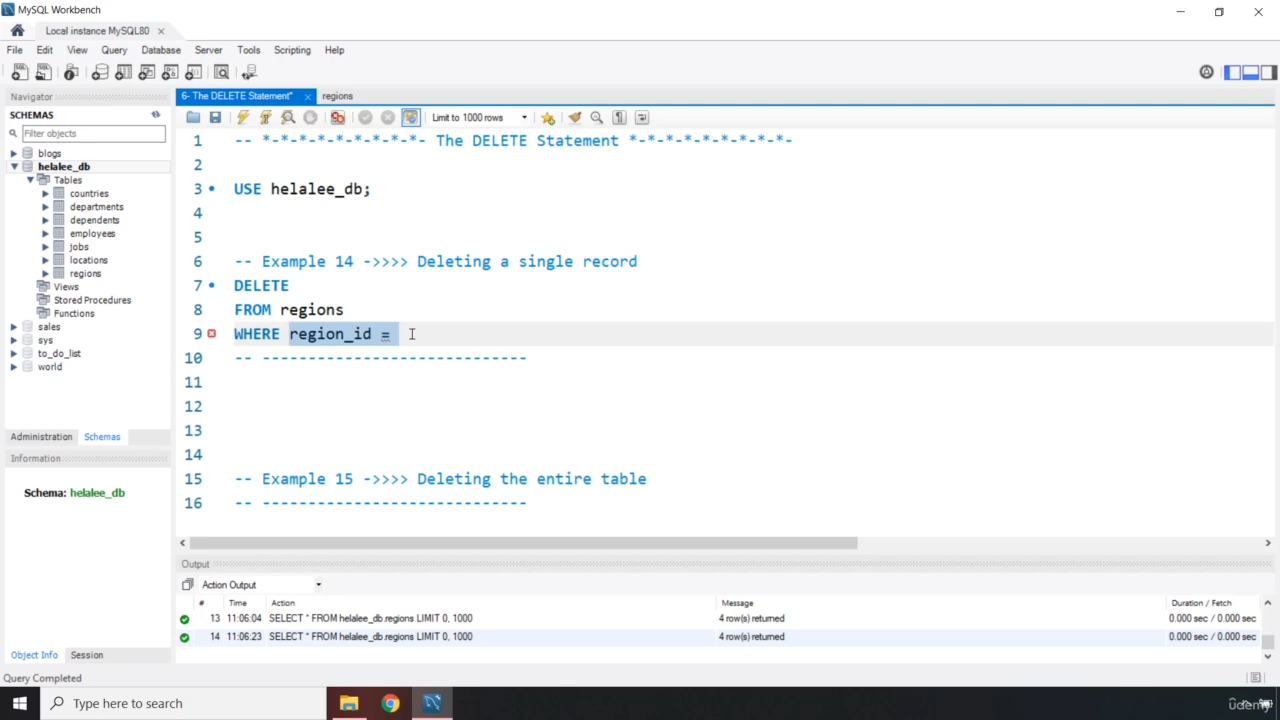 MySQL Workbench
Local instance MySQL80
File Edit View Query Database Server Tools Scripting Help
Navigator
SCHEMAS
Filter objects
blogs
helalee_db
Tables
countries
departments
dependents
employees
jobs
locations
regions
Views
Stored Procedures
Functions
sales
sys
to_do_list
world
Administration Schemas
Information
Schema: helalee_db
Object Info Session
6- The DELETE Statement* regions
Limit to 1000 rows
1 -- *-*-*-*-*-*-*-*-*- The DELETE Statement *-*-*-*-*-*-*-*-*-
2
3 USE helalee_db;
4
5
6 -- Example 14 ->>>> Deleting a single record
7 DELETE
8 FROM regions
9 WHERE region_id =
10 -- -----------------------------
11
12
13
14
15 -- Example 15 ->>>> Deleting the entire table
16 -- -----------------------------
Output
Action Output
# Time Action Message Duration / Fetch
13 11:06:04 SELECT * FROM helalee_db.regions LIMIT 0, 1000 4 row(s) returned 0.000 sec / 0.000 sec
14 11:06:23 SELECT * FROM helalee_db.regions LIMIT 0, 1000 4 row(s) returned 0.000 sec / 0.000 sec
Query Completed
Type here to search
udemy